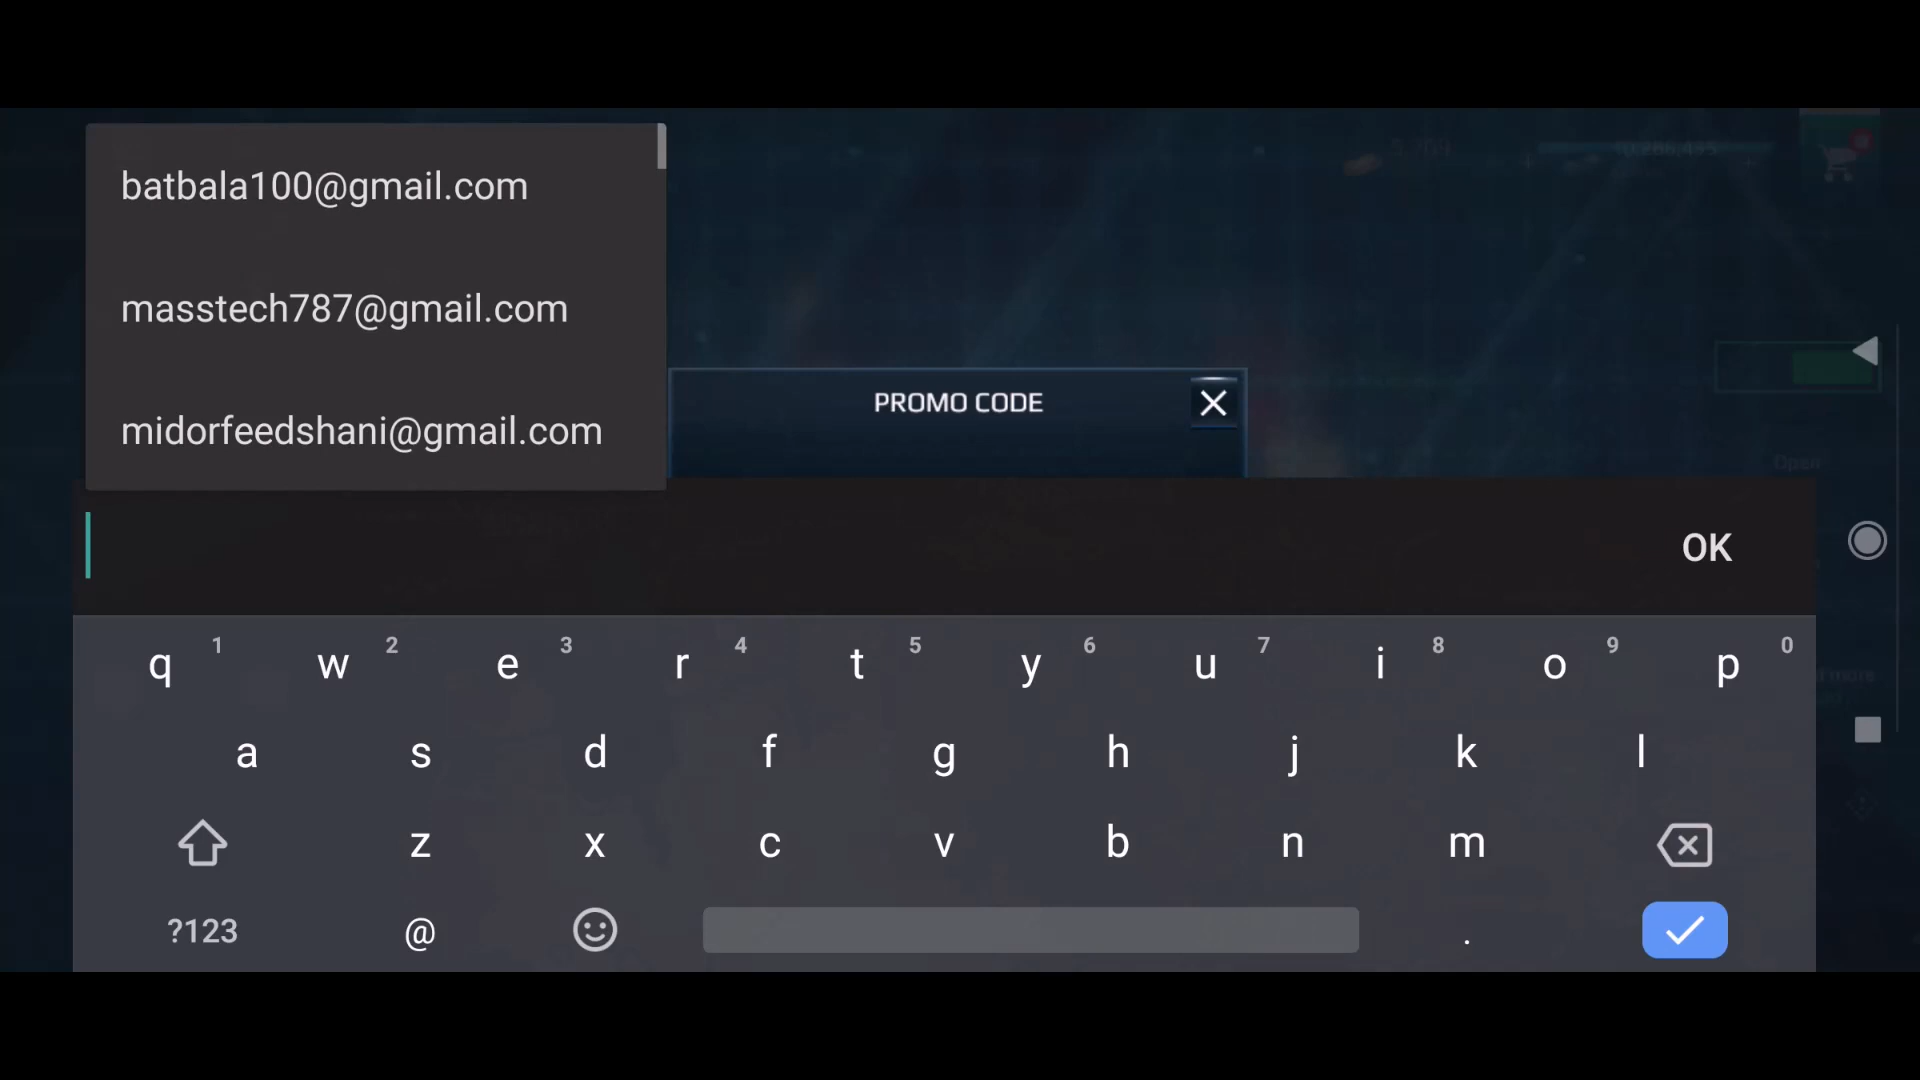 batbala100@gmail.com
masstech787@gmail.com
midorfeedshani@gmail.com
PROMO CODE
OK
q 1 w 2 e 3 r 4 t 5 y 6 u 7 i 8 o 9 p 0
a s d f g h j k l
z x c v b n m
?123 @ .